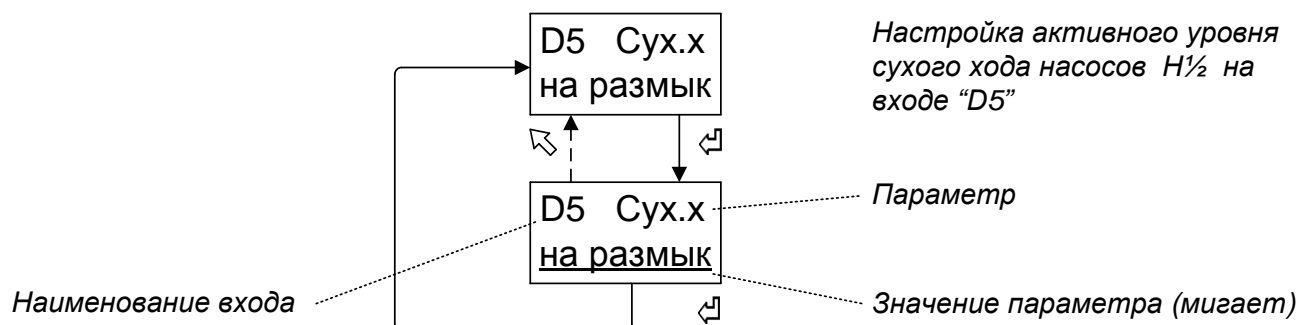 D5 Сух.х
на размык
Настройка активного уровня
сухого хода насосов Н½ на
входе “D5”
D5 Сух.х
на размык
Параметр
Наименование входа
Значение параметра (мигает)